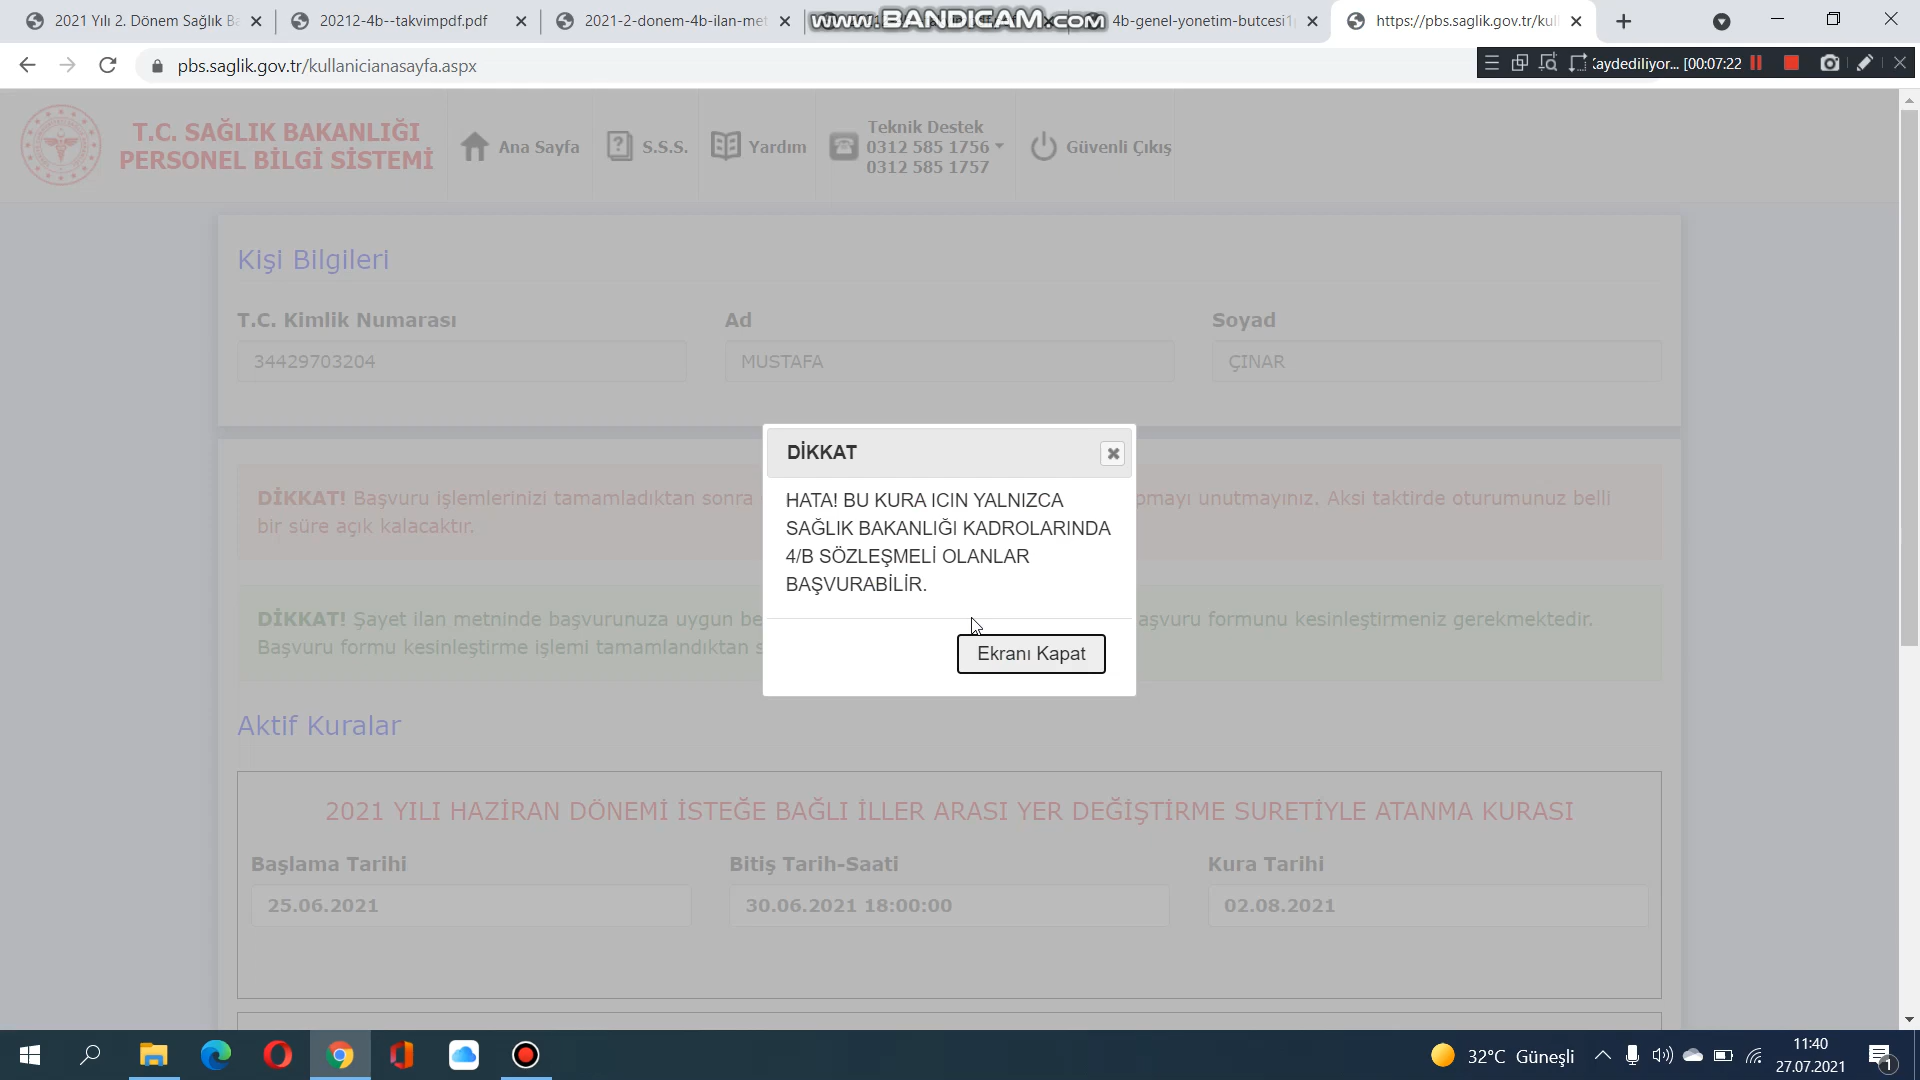 2021 Yılı 2. Dönem Sağlık Ba
20212-4b--takvimpdf.pdf
2021-2-donem-4b-ilan-met
www.BANDICAM.com
4b-genel-yonetim-butcesi1
https://pbs.saglik.gov.tr/kull
pbs.saglik.gov.tr/kullanicianasayfa.aspx
Kaydediliyor... [00:07:22]
T.C. SAĞLIK BAKANLIĞI
PERSONEL BİLGİ SİSTEMİ
Ana Sayfa
S.S.S.
Yardım
Teknik Destek
0312 585 1756
0312 585 1757
Güvenli Çıkış
Kişi Bilgileri
T.C. Kimlik Numarası
Ad
Soyad
34429703204
MUSTAFA
ÇINAR
DİKKAT
HATA! BU KURA ICIN YALNIZCA
SAĞLIK BAKANLIĞI KADROLARINDA
4/B SÖZLEŞMELİ OLANLAR
BAŞVURABİLİR.
Ekranı Kapat
DİKKAT! Başvuru işlemlerinizi tamamladıktan sonra pmayı unutmayınız. Aksi taktirde oturumunuz belli
bir süre açık kalacaktır.
DİKKAT! Şayet ilan metninde başvurunuza uygun be aşvuru formunu kesinleştirmeniz gerekmektedir.
Başvuru formu kesinleştirme işlemi tamamlandıktan s
Aktif Kuralar
2021 YILI HAZİRAN DÖNEMİ İSTEĞE BAĞLI İLLER ARASI YER DEĞİŞTİRME SURETİYLE ATANMA KURASI
Başlama Tarihi
Bitiş Tarih-Saati
Kura Tarihi
25.06.2021
30.06.2021 18:00:00
02.08.2021
32°C Güneşli
11:40
27.07.2021
1